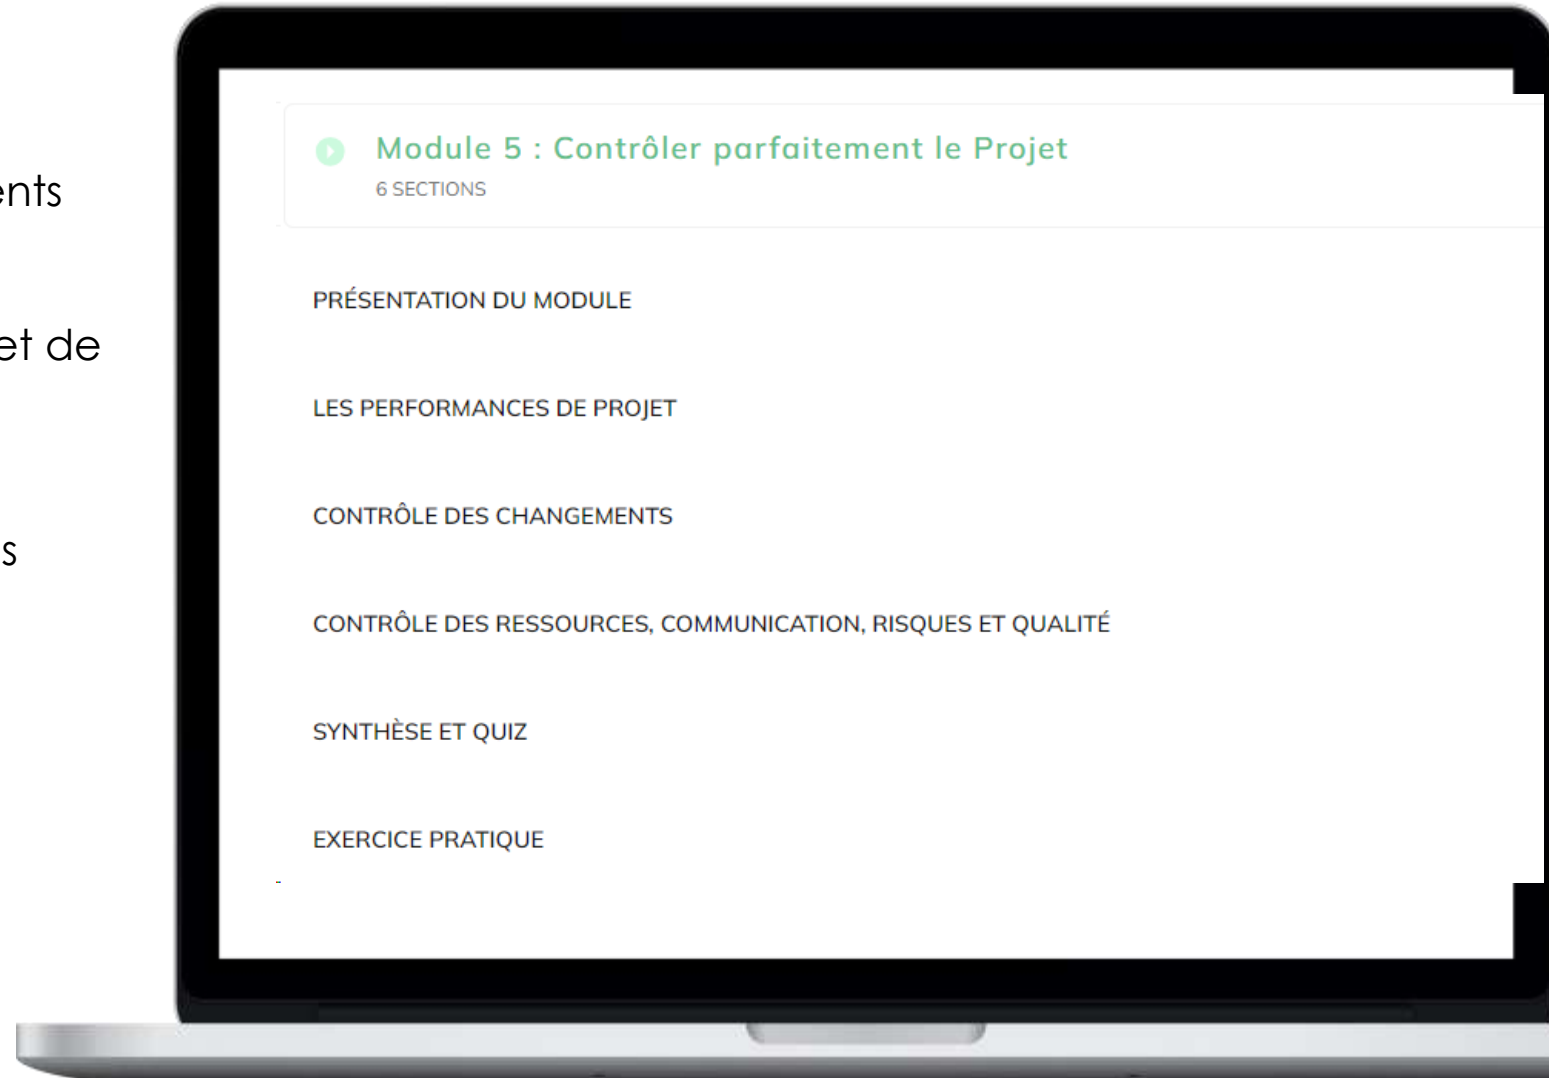 ents
et de
s
Module 5 : Contrôler parfaitement le Projet
6 SECTIONS
PRÉSENTATION DU MODULE
LES PERFORMANCES DE PROJET
CONTRÔLE DES CHANGEMENTS
CONTRÔLE DES RESSOURCES, COMMUNICATION, RISQUES ET QUALITÉ
SYNTHÈSE ET QUIZ
EXERCICE PRATIQUE